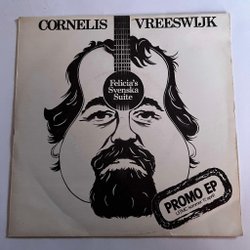 CORNELIS VREESWIJK
Felicia's
Svenska
Suite
PROMO EP